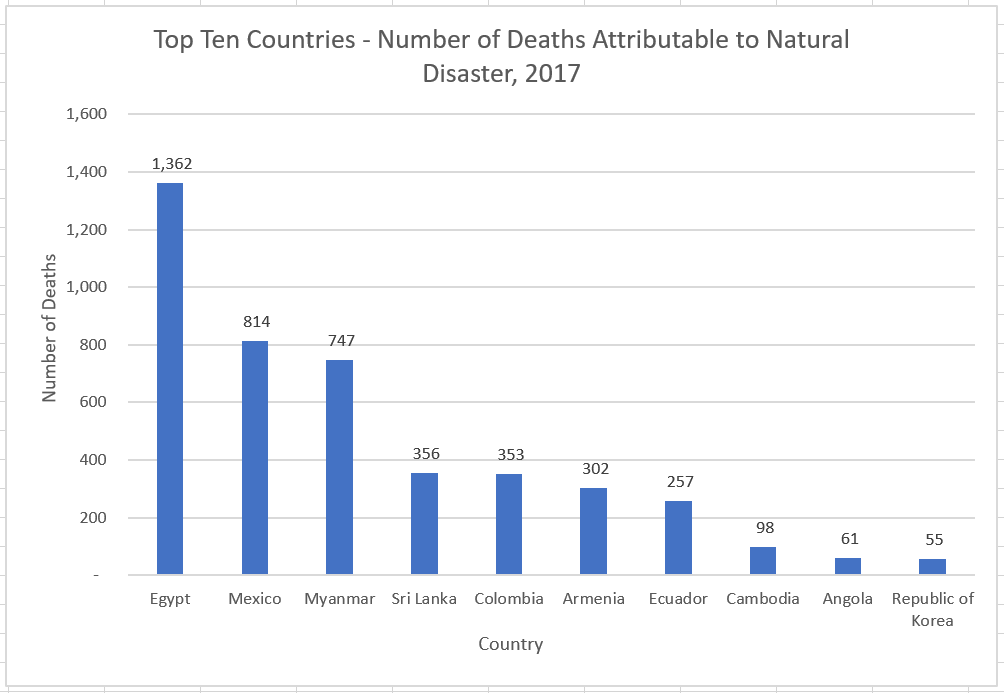 Top Ten Countries - Number of Deaths Attributable to Natural
Disaster, 2017
1,600
1,400
1,200
1,000
800
600
400
200
-
Number of Deaths
1,362
814
747
356
353
302
257
98
61
55
Egypt
Mexico
Myanmar
Sri Lanka
Colombia
Armenia
Ecuador
Cambodia
Angola
Republic of
Korea
Country